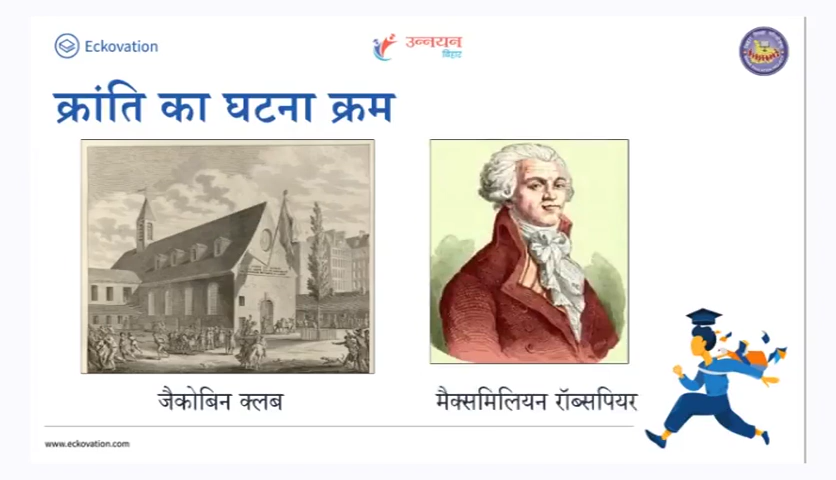 Eckovation
उन्नयन
बिहार
क्रांति का घटना क्रम
जैकोबिन क्लब
मैक्समिलियन रॉब्सपियर
www.eckovation.com